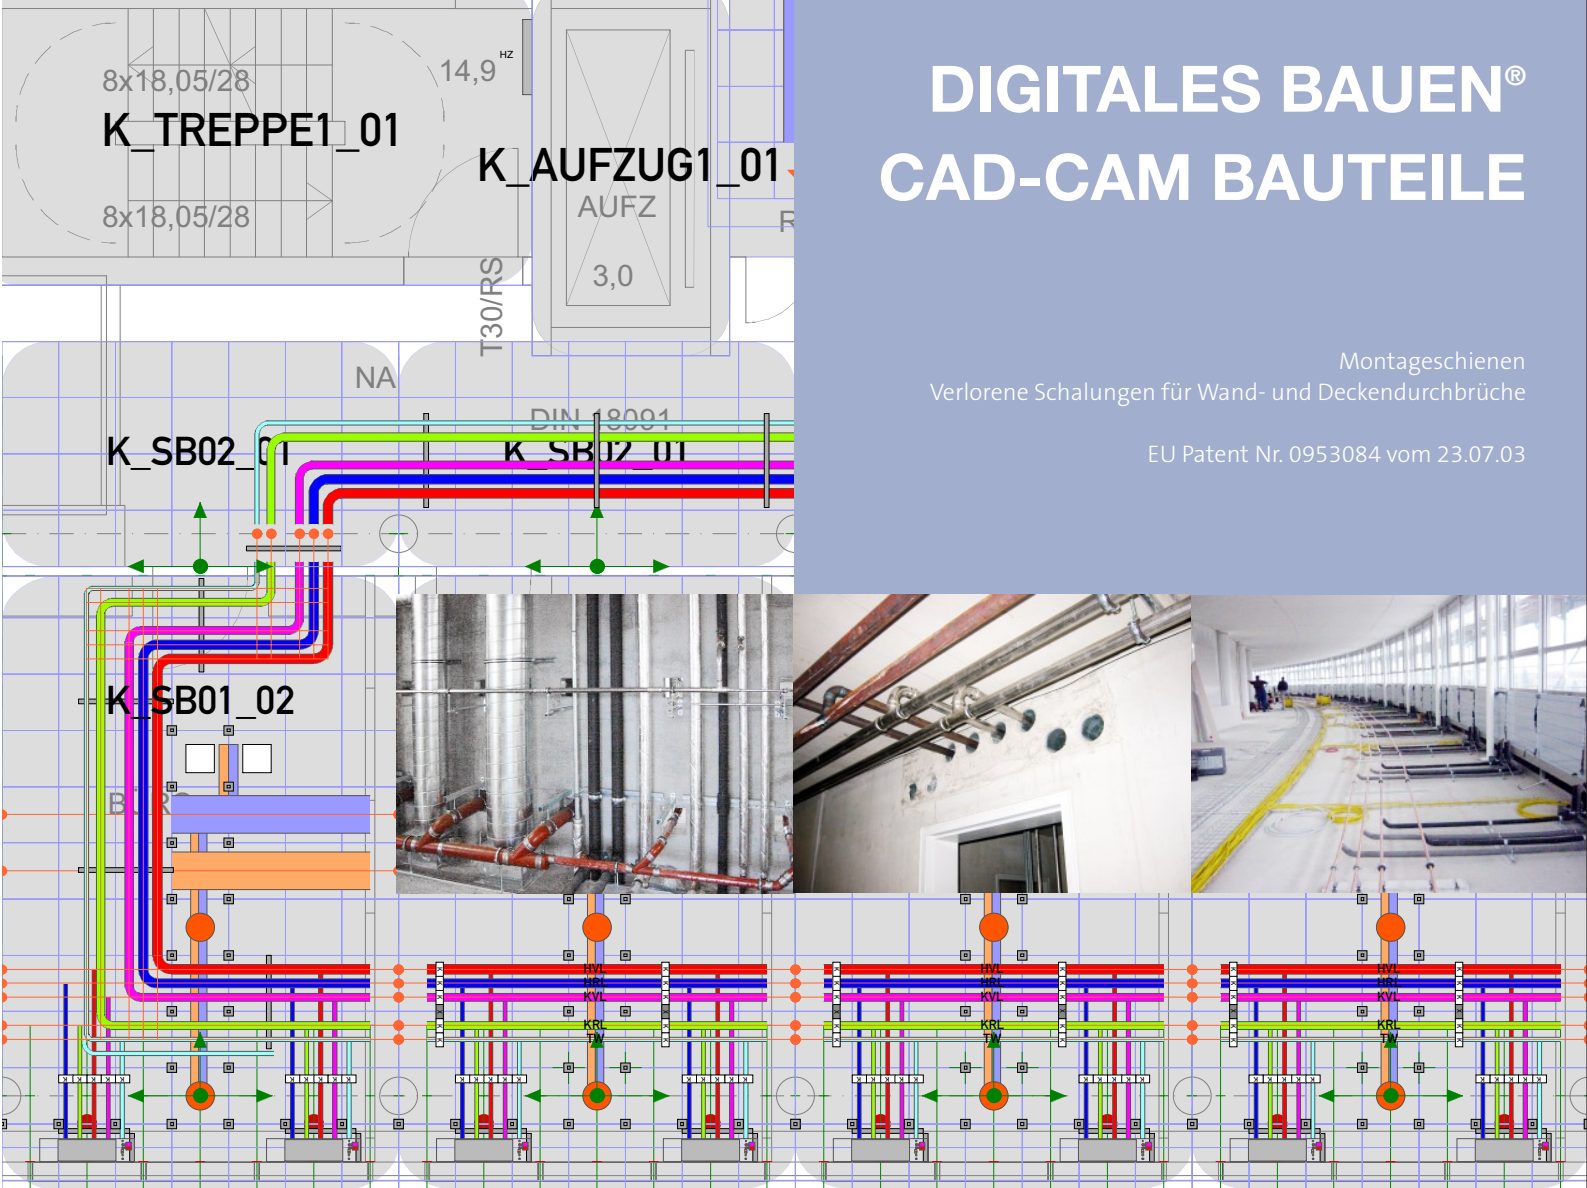 8x18,05/28
K_TREPPE1_01
8x18,05/28
14,9
HZ
K_AUFZUG1_01
AUFZ
3,0
T30/RS
R
NA
DIN 18091
K_SB02_01
K_SB02_01
K_SB01_02
BÜRO
DIGITALES BAUEN®
CAD-CAM BAUTEILE
Montageschienen
Verlorene Schalungen für Wand- und Deckendurchbrüche
EU Patent Nr. 0953084 vom 23.07.03
HVL
HRL
KVL
KRL
TW
HVL
HRL
KVL
KRL
TW
HVL
HRL
KVL
KRL
TW